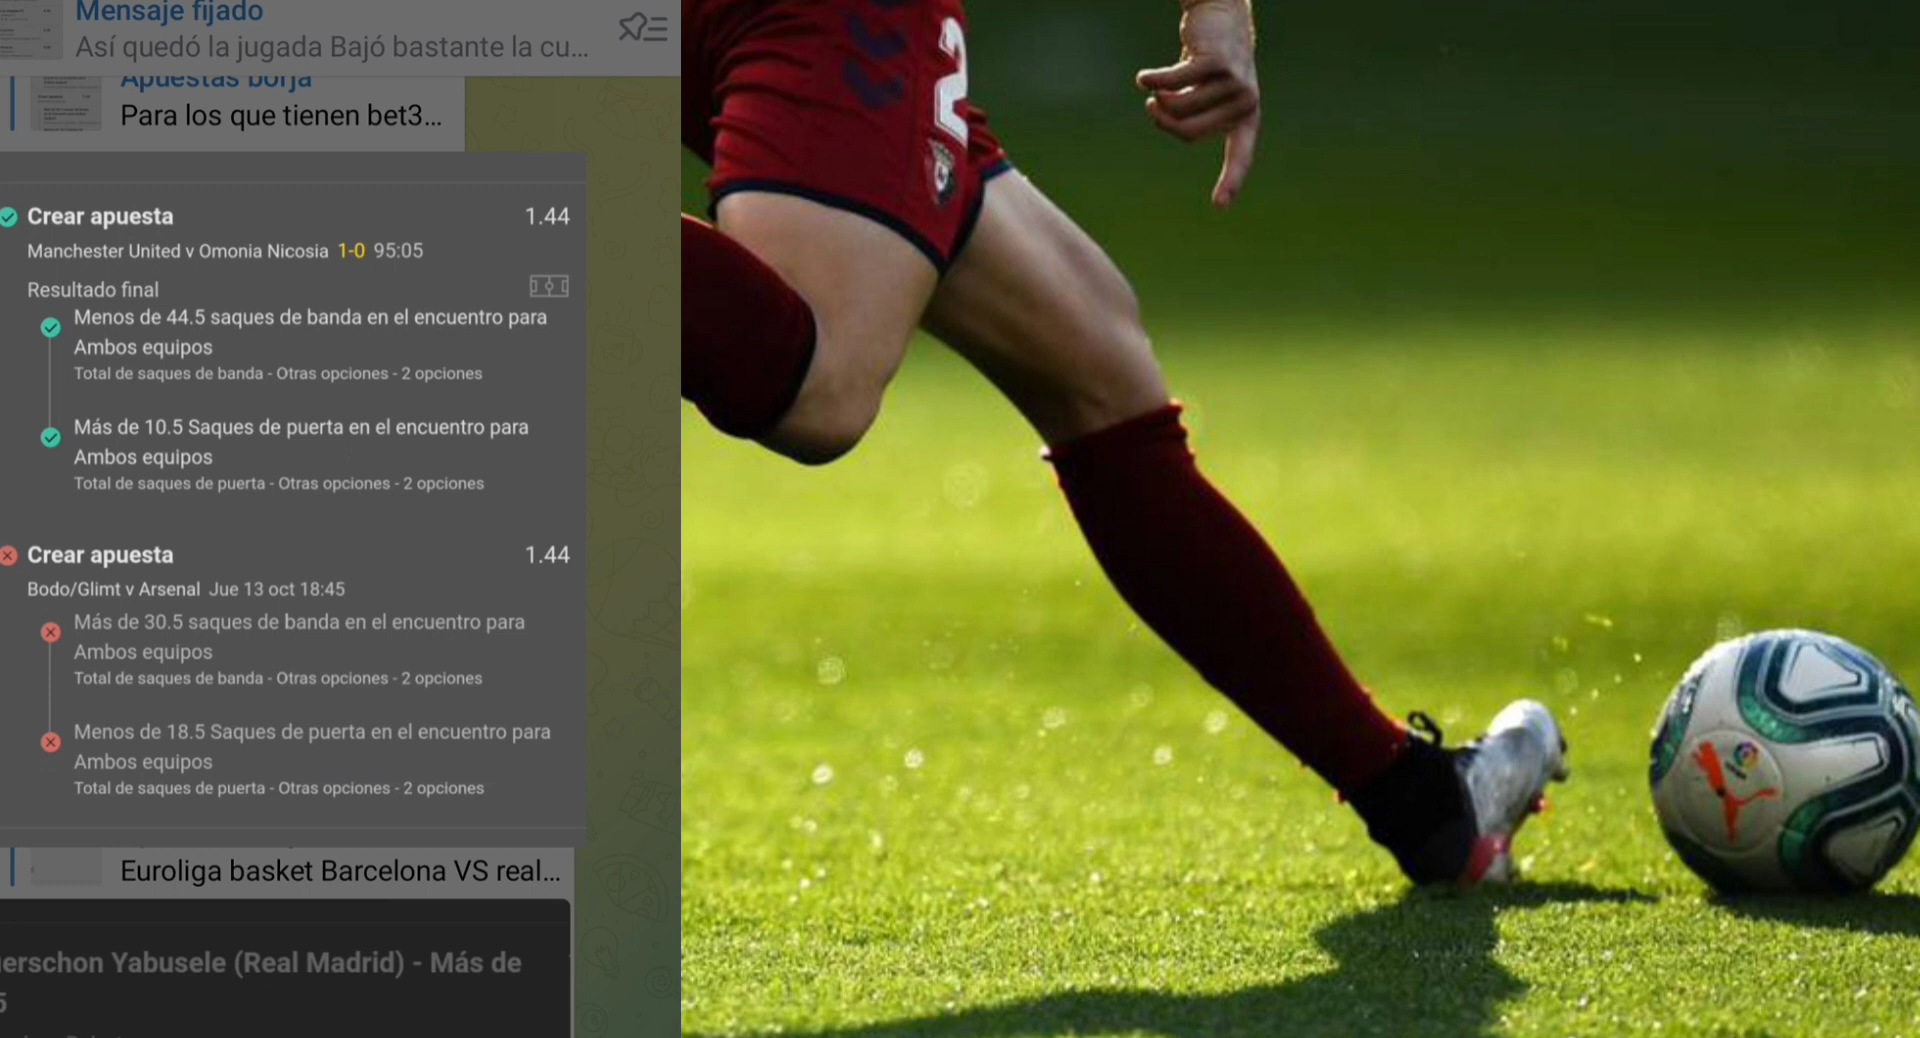 Mensaje fijado
Así quedó la jugada Bajó bastante la cu...
Apuestas borja
Para los que tienen bet3...
Crear apuesta 1.44
Manchester United v Omonia Nicosia 1-0 95:05
Resultado final
Menos de 44.5 saques de banda en el encuentro para
Ambos equipos
Total de saques de banda - Otras opciones - 2 opciones
Más de 10.5 Saques de puerta en el encuentro para
Ambos equipos
Total de saques de puerta - Otras opciones - 2 opciones
Crear apuesta 1.44
Bodo/Glimt v Arsenal Jue 13 oct 18:45
Más de 30.5 saques de banda en el encuentro para
Ambos equipos
Total de saques de banda - Otras opciones - 2 opciones
Menos de 18.5 Saques de puerta en el encuentro para
Ambos equipos
Total de saques de puerta - Otras opciones - 2 opciones
Euroliga basket Barcelona VS real...
erschon Yabusele (Real Madrid) - Más de
5
2